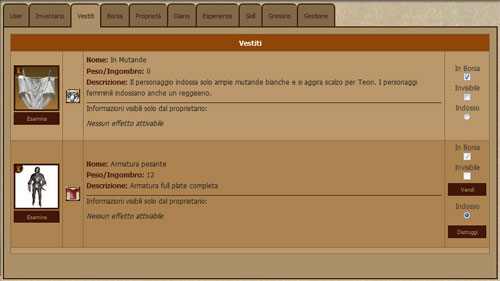 User Inventario Vestiti Borsa Proprietà Diario Esperienze Skill Grimorio Gestione
Vestiti
Esamina
Nome: In Mutande
Peso/Ingombro: 0
Descrizione: Il personaggio indossa solo ampie mutande bianche e si aggira scalzo per Teon. I personaggi
femminili indossano anche un reggiseno.
Informazioni visibili solo dal proprietario:
Nessun effetto attivabile
In Borsa
Invisibile
Indosso
Esamina
Nome: Armatura pesante
Peso/Ingombro: 12
Descrizione: Armatura full plate completa
Informazioni visibili solo dal proprietario:
Nessun effetto attivabile
In Borsa
Invisibile
Vendi
Indosso
Distruggi